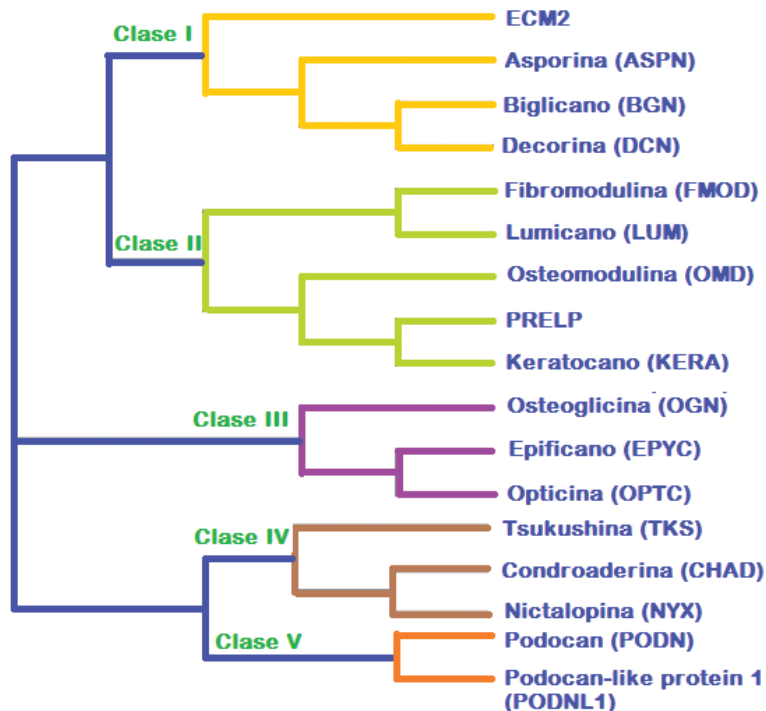 ECM2
Clase I
Asporina (ASPN)
Biglicano (BGN)
Decorina (DCN)
Fibromodulina (FMOD)
Lumicano (LUM)
Clase II
Osteomodulina (OMD)
PRELP
Keratocano (KERA)
Osteoglicina (OGN)
Clase III
Epificano (EPYC)
Opticina (OPTC)
Tsukushina (TKS)
Clase IV
Condroaderina (CHAD)
Nictalopina (NYX)
Podocan (PODN)
Clase V
Podocan-like protein 1
(PODNL1)